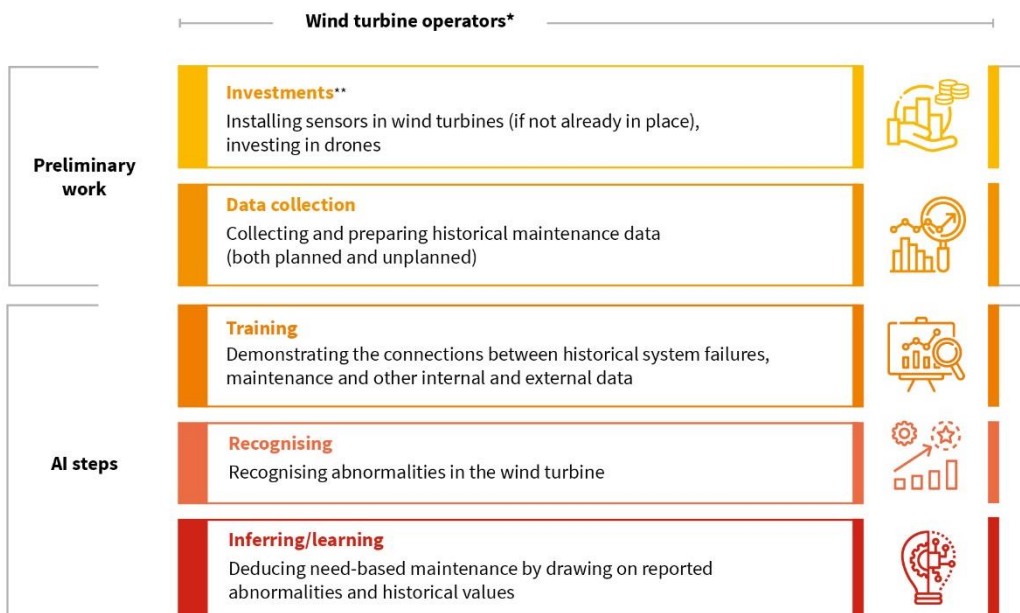 Wind turbine operators*
Preliminary
work
Investments**
Installing sensors in wind turbines (if not already in place),
investing in drones
Data collection
Collecting and preparing historical maintenance data
(both planned and unplanned)
AI steps
Training
Demonstrating the connections between historical system failures,
maintenance and other internal and external data
Recognising
Recognising abnormalities in the wind turbine
Inferring/learning
Deducing need-based maintenance by drawing on reported
abnormalities and historical values